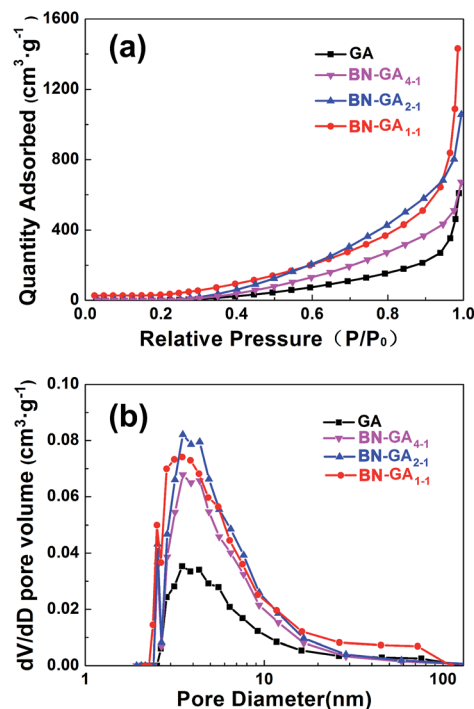 (a)
GA
BN-GA4-1
BN-GA2-1
BN-GA1-1
Quantity Adsorbed (cm³·g⁻¹)
1600
1200
800
400
0
0.0 0.2 0.4 0.6 0.8 1.0
Relative Pressure (P/P₀)
(b)
GA
BN-GA4-1
BN-GA2-1
BN-GA1-1
dV/dD pore volume (cm³·g⁻¹)
0.10
0.08
0.06
0.04
0.02
0.00
1 10 100
Pore Diameter(nm)